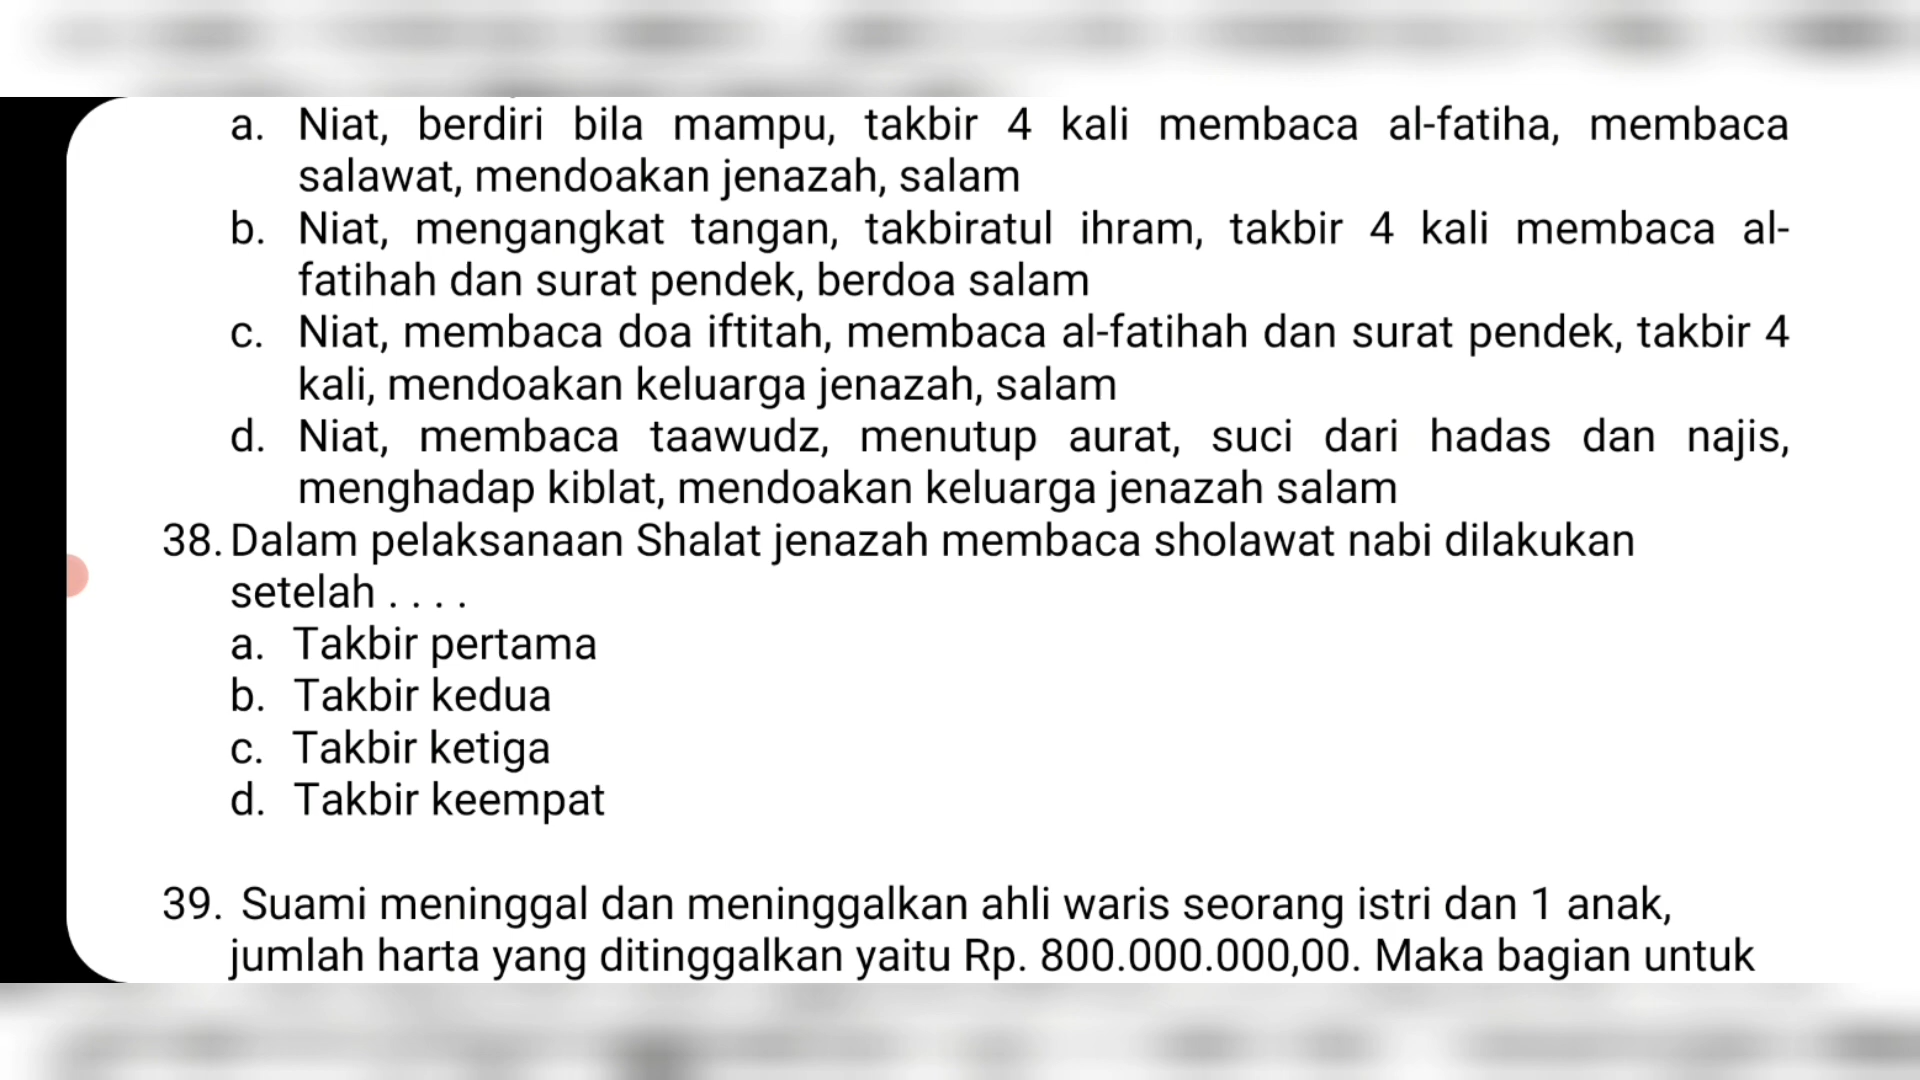 a. Niat, berdiri bila mampu, takbir 4 kali membaca al-fatiha, membaca
salawat, mendoakan jenazah, salam
b. Niat, mengangkat tangan, takbiratul ihram, takbir 4 kali membaca al-
fatihah dan surat pendek, berdoa salam
c. Niat, membaca doa iftitah, membaca al-fatihah dan surat pendek, takbir 4
kali, mendoakan keluarga jenazah, salam
d. Niat, membaca taawudz, menutup aurat, suci dari hadas dan najis,
menghadap kiblat, mendoakan keluarga jenazah salam
38. Dalam pelaksanaan Shalat jenazah membaca sholawat nabi dilakukan
setelah . . . .
a. Takbir pertama
b. Takbir kedua
c. Takbir ketiga
d. Takbir keempat
39. Suami meninggal dan meninggalkan ahli waris seorang istri dan 1 anak,
jumlah harta yang ditinggalkan yaitu Rp. 800.000.000,00. Maka bagian untuk